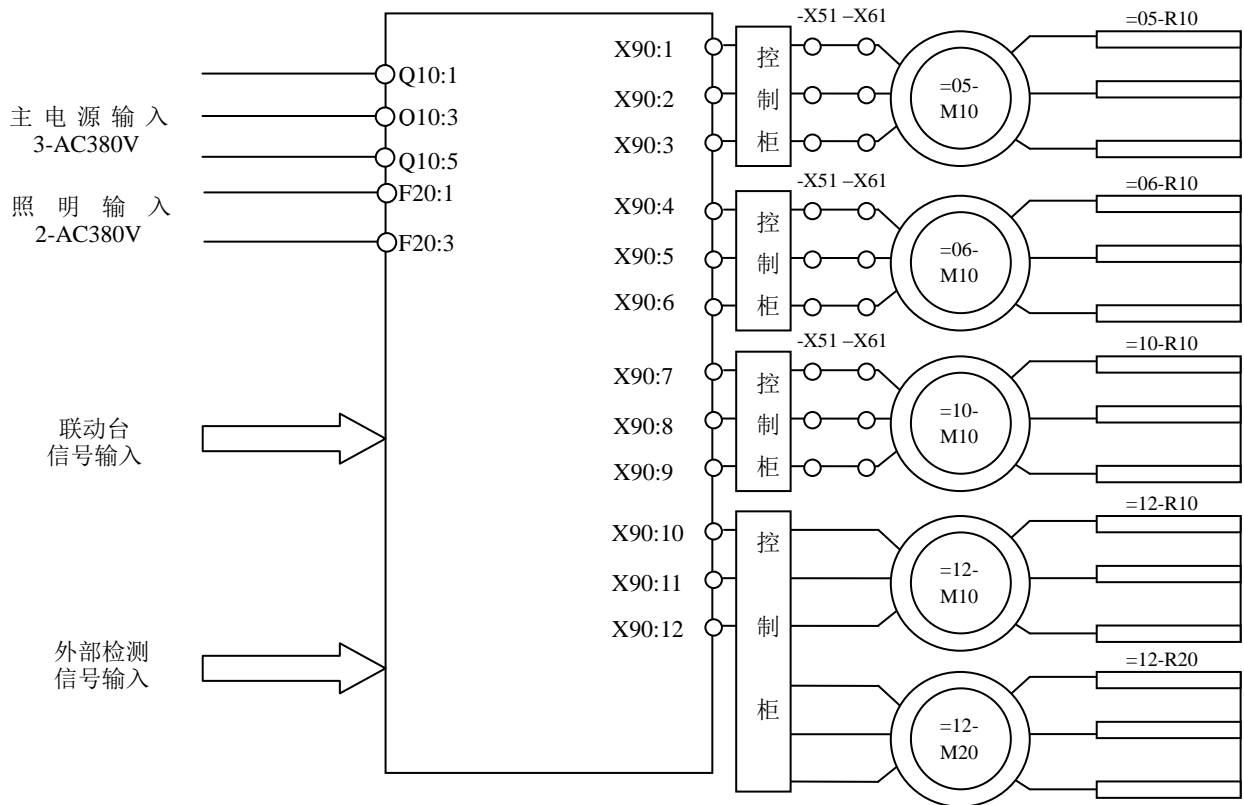 主 电 源 输 入
3-AC380V
照 明 输 入
2-AC380V
联动台
信号输入
外部检测
信号输入
Q10:1
O10:3
Q10:5
F20:1
F20:3
X90:1
X90:2
X90:3
X90:4
X90:5
X90:6
X90:7
X90:8
X90:9
X90:10
X90:11
X90:12
控
制
柜
-X51 –X61
=05-
M10
=05-R10
控
制
柜
-X51 –X61
=06-
M10
=06-R10
控
制
柜
-X51 –X61
=10-
M10
=10-R10
控
制
柜
=12-
M10
=12-R10
=12-
M20
=12-R20